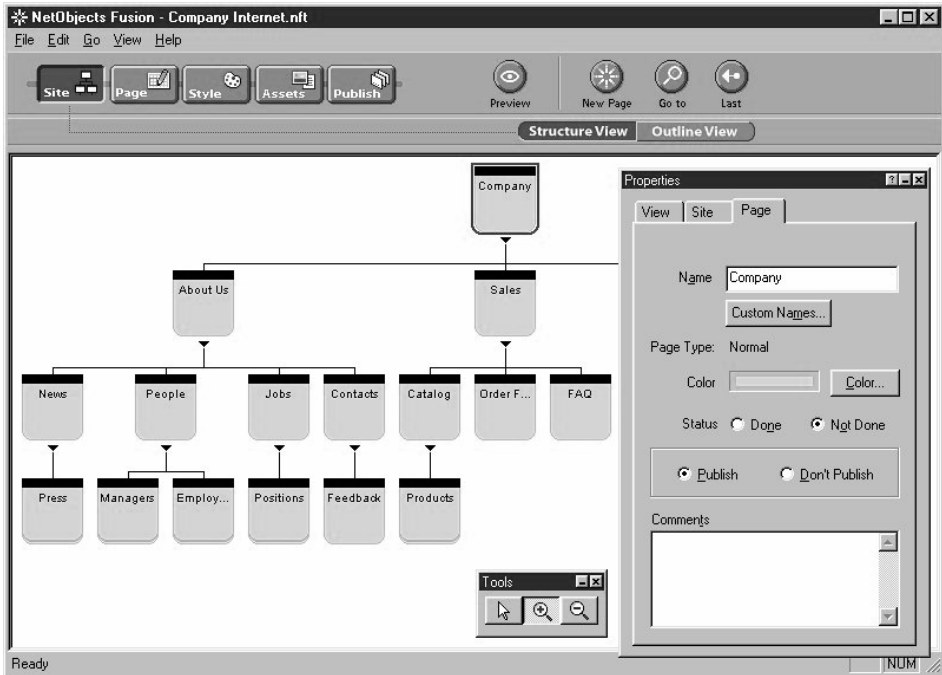 NetObjects Fusion - Company Internet.nft
File Edit Go View Help
Site Page Style Assets Publish
Preview New Page Go to Last
Structure View Outline View
Company
About Us Sales
News People Jobs Contacts Catalog Order F... FAQ
Press Managers Employ... Positions Feedback Products
Properties
View Site Page
Name Company
Custom Names...
Page Type: Normal
Color Color...
Status Done Not Done
Publish Don't Publish
Comments
Tools
Ready NUM